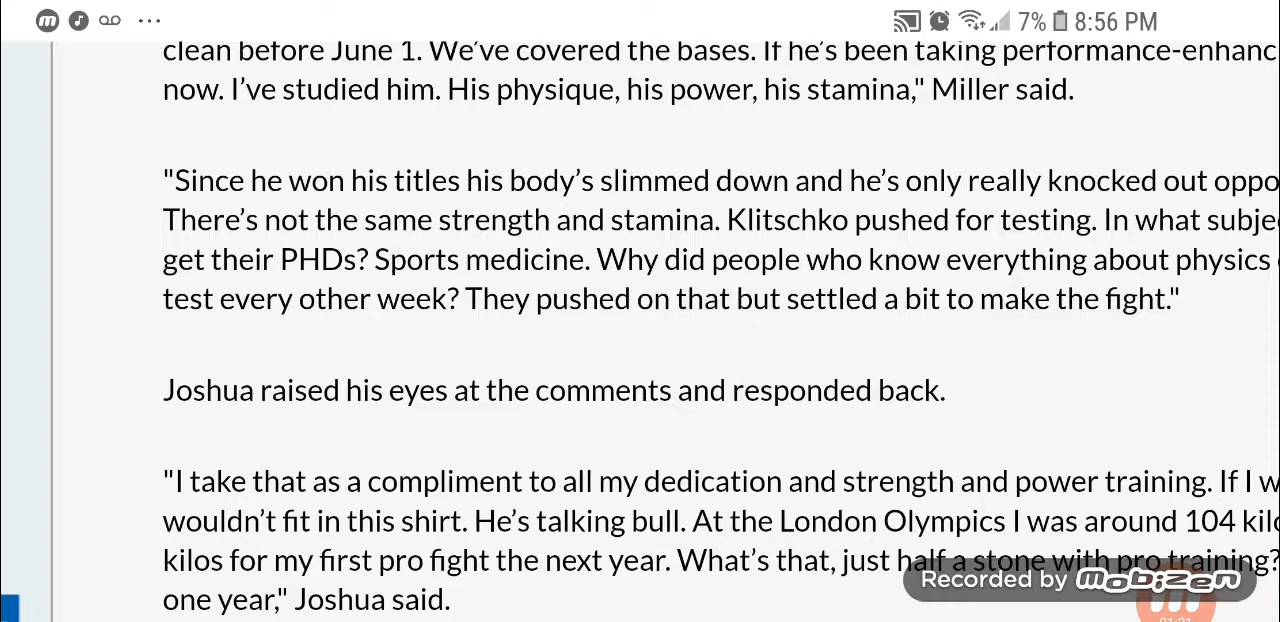 7% 8:56 PM
clean before June 1. We've covered the bases. If he's been taking performance-enhanc
now. I've studied him. His physique, his power, his stamina," Miller said.
"Since he won his titles his body's slimmed down and he's only really knocked out oppo
There's not the same strength and stamina. Klitschko pushed for testing. In what subje
get their PHDs? Sports medicine. Why did people who know everything about physics
test every other week? They pushed on that but settled a bit to make the fight."
Joshua raised his eyes at the comments and responded back.
"I take that as a compliment to all my dedication and strength and power training. If I w
wouldn't fit in this shirt. He's talking bull. At the London Olympics I was around 104 kilo
kilos for my first pro fight the next year. What's that, just half a stone with pro training?
one year," Joshua said.
Recorded by mobizen